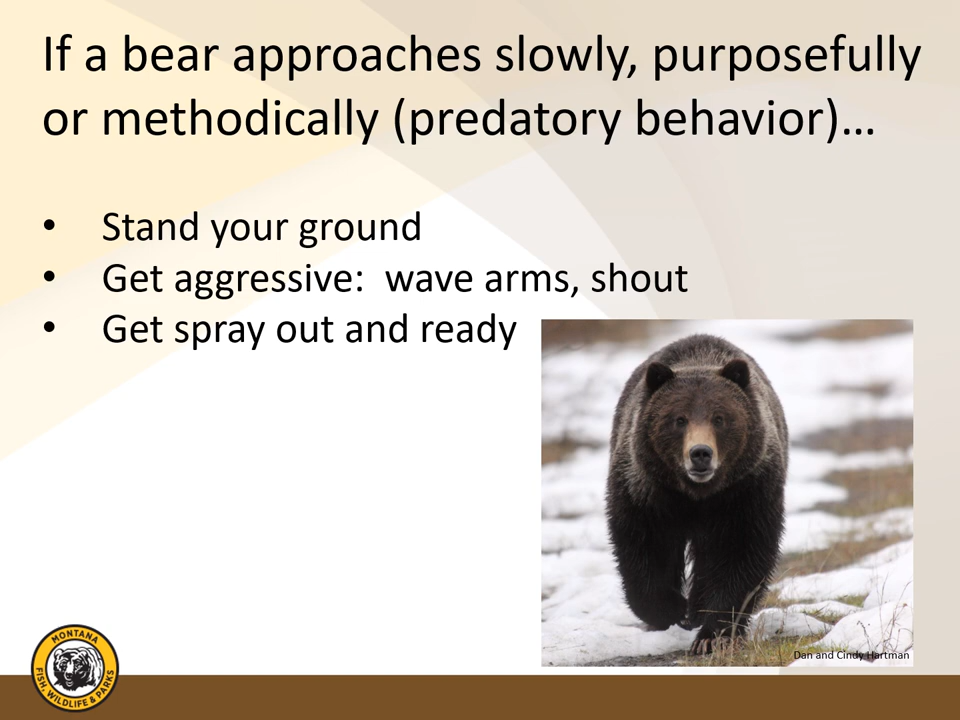 If a bear approaches slowly, purposefully
or methodically (predatory behavior)…
• Stand your ground
• Get aggressive:  wave arms, shout
• Get spray out and ready
Dan and Cindy Hartman
MONTANA
FISH, WILDLIFE & PARKS